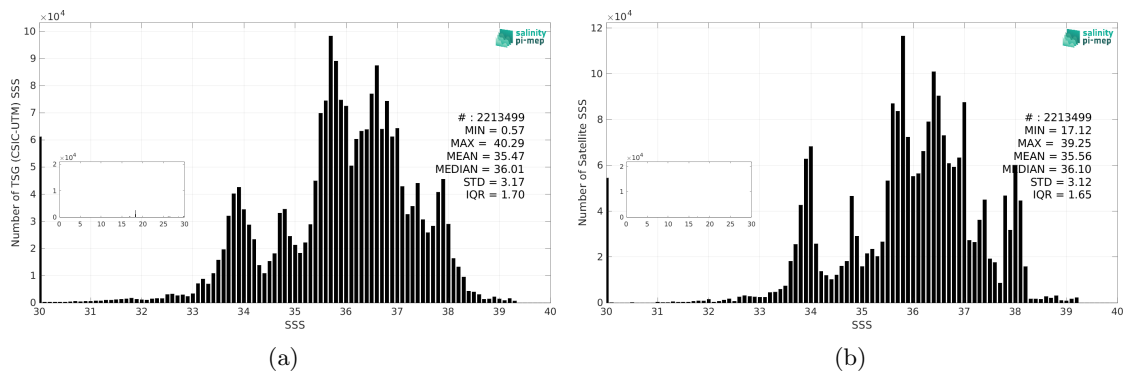 ×10⁴
×10⁴
salinity
pi-mep
salinity
pi-mep
Number of TSG (CSIC-UTM) SSS
10
9
8
7
6
5
4
3
2
1
0
# : 2213499
MIN = 0.57
MAX = 40.29
MEAN = 35.47
MEDIAN = 36.01
STD = 3.17
IQR = 1.70
×10⁴
2
1
0
0 5 10 15 20 25 30
30 31 32 33 34 35 36 37 38 39 40
SSS
(a)
Number of Satellite SSS
12
10
8
6
4
2
0
# : 2213499
MIN = 17.12
MAX = 39.25
MEAN = 35.56
MEDIAN = 36.10
STD = 3.12
IQR = 1.65
×10⁴
2
1
0
0 5 10 15 20 25 30
30 31 32 33 34 35 36 37 38 39 40
SSS
(b)